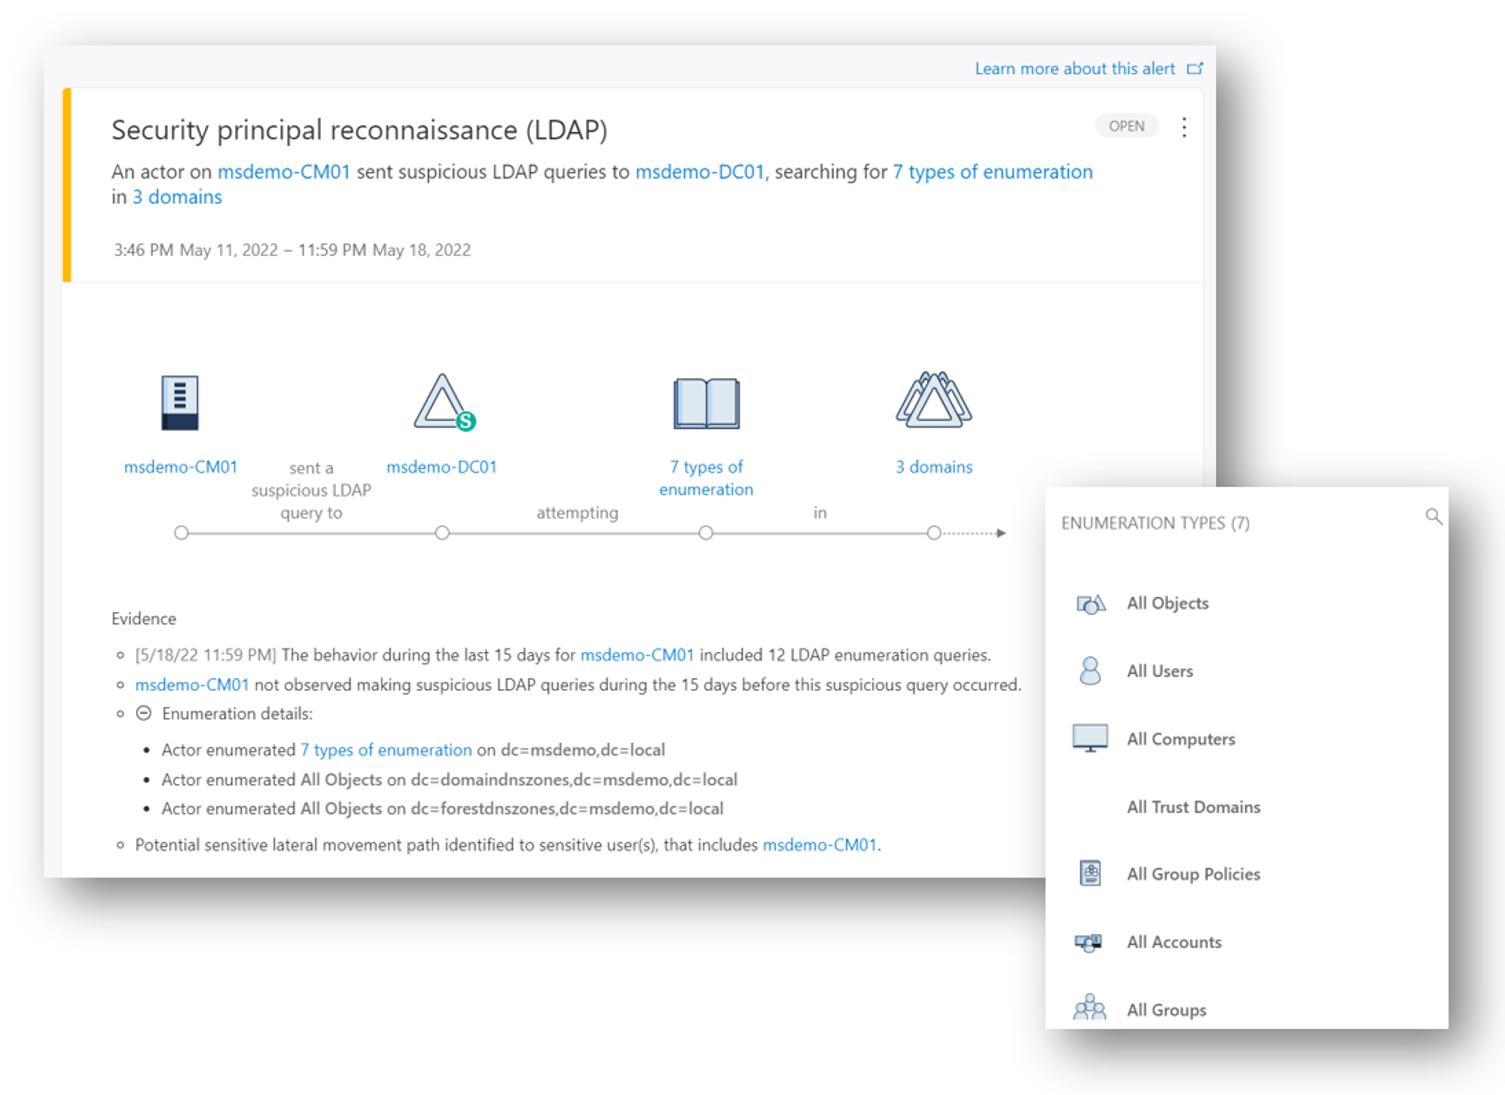 Learn more about this alert
Security principal reconnaissance (LDAP)
OPEN
An actor on msdemo-CM01 sent suspicious LDAP queries to msdemo-DC01, searching for 7 types of enumeration
in 3 domains
3:46 PM May 11, 2022 – 11:59 PM May 18, 2022
S
msdemo-CM01
sent a
suspicious LDAP
query to
msdemo-DC01
attempting
7 types of
enumeration
in
3 domains
Evidence
[5/18/22 11:59 PM] The behavior during the last 15 days for msdemo-CM01 included 12 LDAP enumeration queries.
msdemo-CM01 not observed making suspicious LDAP queries during the 15 days before this suspicious query occurred.
Enumeration details:
Actor enumerated 7 types of enumeration on dc=msdemo,dc=local
Actor enumerated All Objects on dc=domaindnszones,dc=msdemo,dc=local
Actor enumerated All Objects on dc=forestdnszones,dc=msdemo,dc=local
Potential sensitive lateral movement path identified to sensitive user(s), that includes msdemo-CM01.
ENUMERATION TYPES (7)
All Objects
All Users
All Computers
All Trust Domains
All Group Policies
All Accounts
All Groups